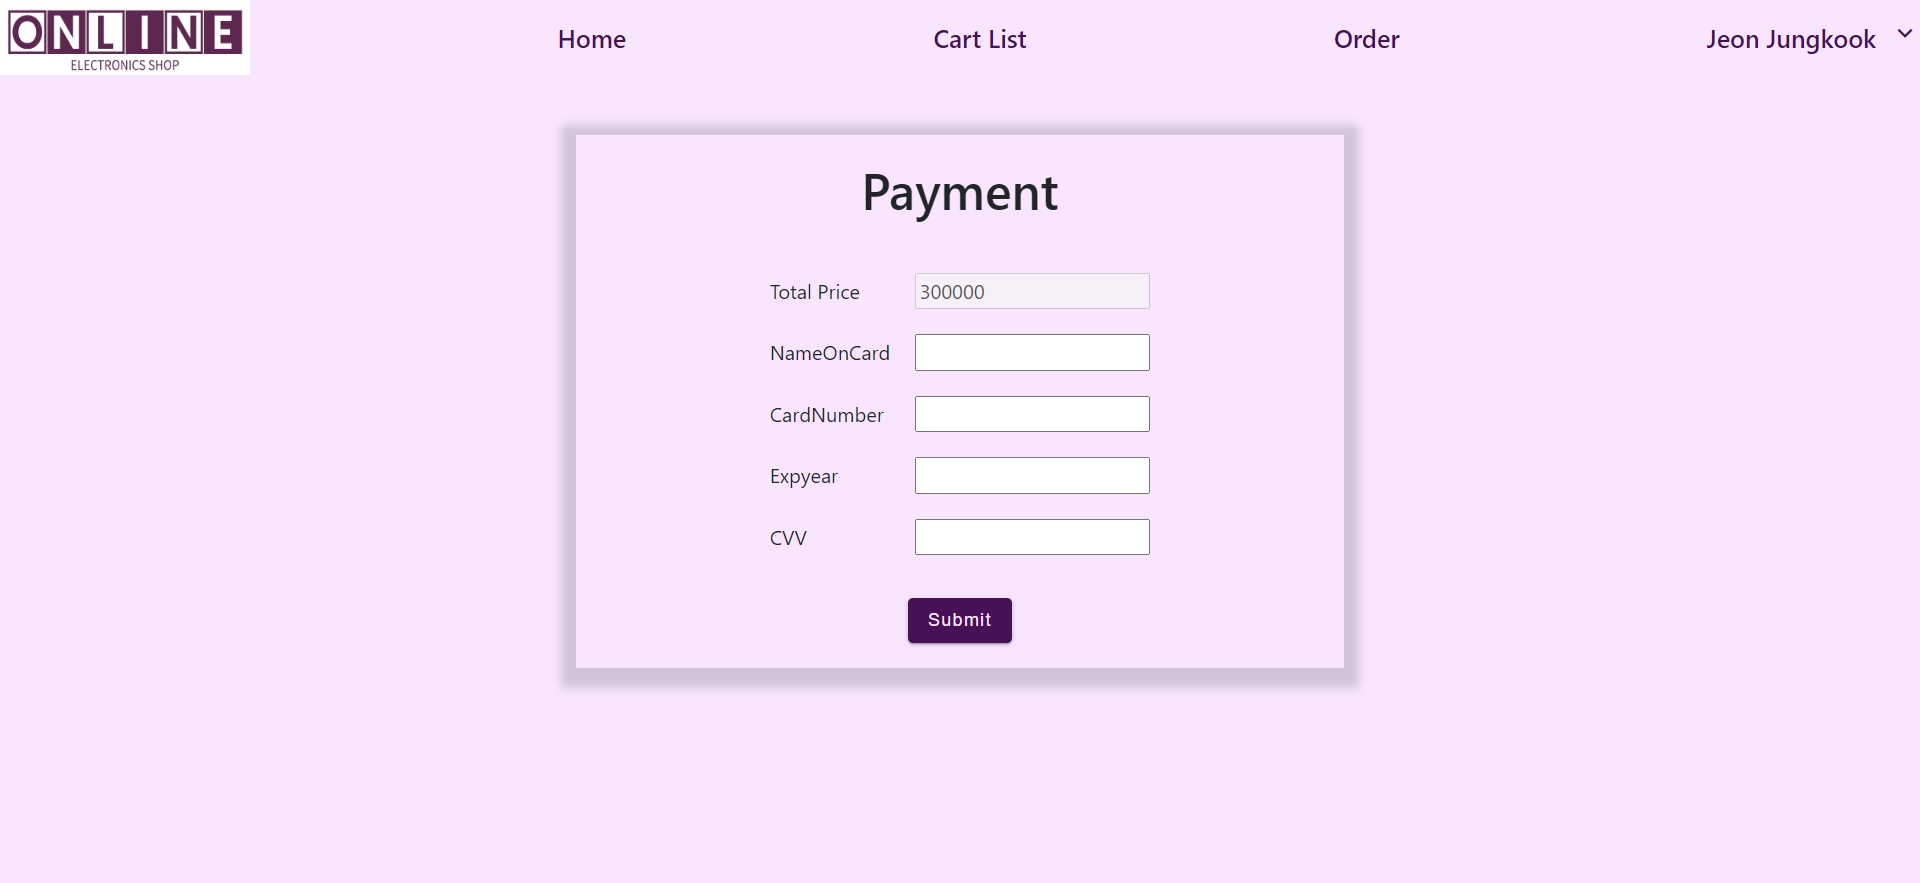 ONLINE
ELECTRONICS SHOP
Home
Cart List
Order
Jeon Jungkook
Payment
Total Price 300000
NameOnCard
CardNumber
Expyear
CVV
Submit